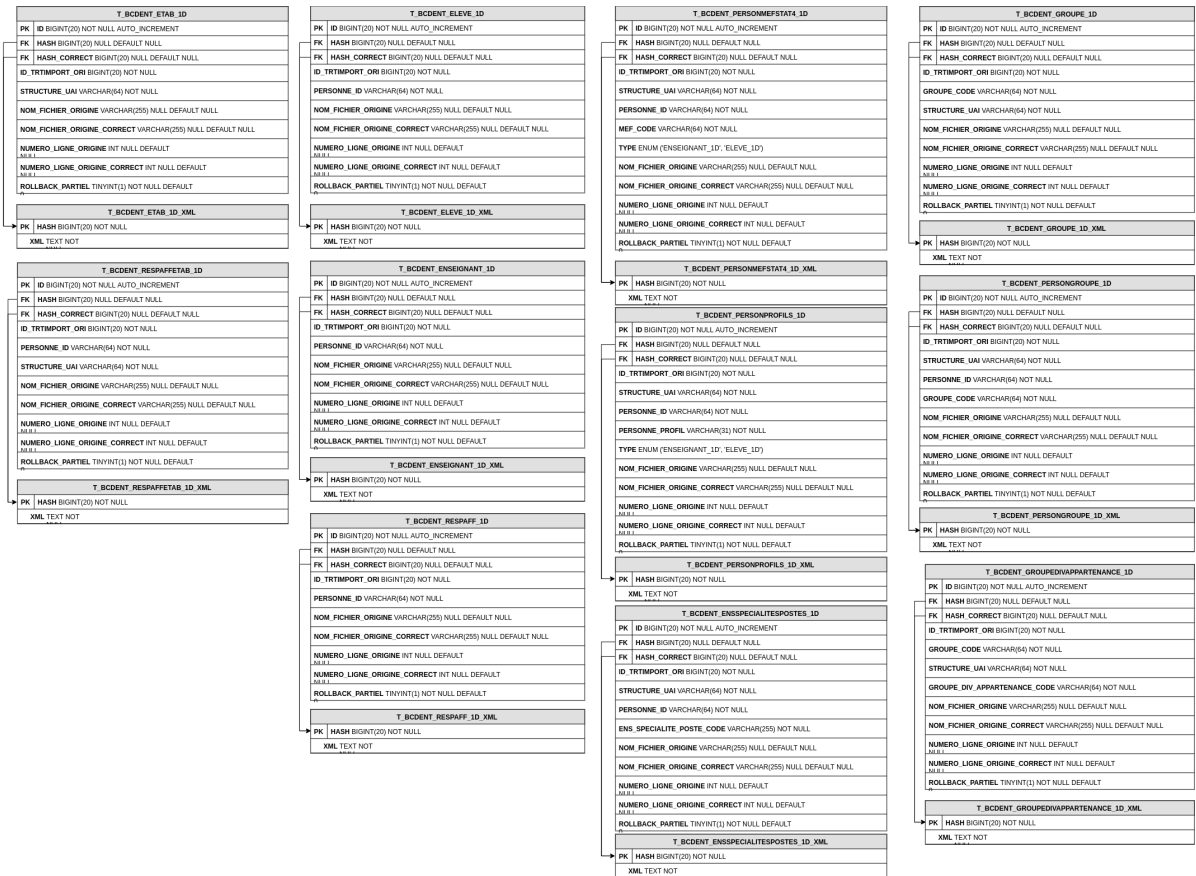 T_BCDENT_ETAB_1D
PK ID BIGINT(20) NOT NULL AUTO_INCREMENT
FK HASH BIGINT(20) NULL DEFAULT NULL
FK HASH_CORRECT BIGINT(20) NULL DEFAULT NULL
ID_TRTIMPORT_ORI BIGINT(20) NOT NULL
STRUCTURE_UAI VARCHAR(64) NOT NULL
NOM_FICHIER_ORIGINE VARCHAR(255) NULL DEFAULT NULL
NOM_FICHIER_ORIGINE_CORRECT VARCHAR(255) NULL DEFAULT NULL
NUMERO_LIGNE_ORIGINE INT NULL DEFAULT
NULL
NUMERO_LIGNE_ORIGINE_CORRECT INT NULL DEFAULT
NULL
ROLLBACK_PARTIEL TINYINT(1) NOT NULL DEFAULT
0
T_BCDENT_ETAB_1D_XML
PK HASH BIGINT(20) NOT NULL
XML TEXT NOT
NULL
T_BCDENT_RESPAFFETAB_1D
PK ID BIGINT(20) NOT NULL AUTO_INCREMENT
FK HASH BIGINT(20) NULL DEFAULT NULL
FK HASH_CORRECT BIGINT(20) NULL DEFAULT NULL
ID_TRTIMPORT_ORI BIGINT(20) NOT NULL
PERSONNE_ID VARCHAR(64) NOT NULL
STRUCTURE_UAI VARCHAR(64) NOT NULL
NOM_FICHIER_ORIGINE VARCHAR(255) NULL DEFAULT NULL
NOM_FICHIER_ORIGINE_CORRECT VARCHAR(255) NULL DEFAULT NULL
NUMERO_LIGNE_ORIGINE INT NULL DEFAULT
NULL
NUMERO_LIGNE_ORIGINE_CORRECT INT NULL DEFAULT
NULL
ROLLBACK_PARTIEL TINYINT(1) NOT NULL DEFAULT
0
T_BCDENT_RESPAFFETAB_1D_XML
PK HASH BIGINT(20) NOT NULL
XML TEXT NOT
NULL
T_BCDENT_ELEVE_1D
PK ID BIGINT(20) NOT NULL AUTO_INCREMENT
FK HASH BIGINT(20) NULL DEFAULT NULL
FK HASH_CORRECT BIGINT(20) NULL DEFAULT NULL
ID_TRTIMPORT_ORI BIGINT(20) NOT NULL
PERSONNE_ID VARCHAR(64) NOT NULL
NOM_FICHIER_ORIGINE VARCHAR(255) NULL DEFAULT NULL
NOM_FICHIER_ORIGINE_CORRECT VARCHAR(255) NULL DEFAULT NULL
NUMERO_LIGNE_ORIGINE INT NULL DEFAULT
NULL
NUMERO_LIGNE_ORIGINE_CORRECT INT NULL DEFAULT
NULL
ROLLBACK_PARTIEL TINYINT(1) NOT NULL DEFAULT
0
T_BCDENT_ELEVE_1D_XML
PK HASH BIGINT(20) NOT NULL
XML TEXT NOT
NULL
T_BCDENT_ENSEIGNANT_1D
PK ID BIGINT(20) NOT NULL AUTO_INCREMENT
FK HASH BIGINT(20) NULL DEFAULT NULL
FK HASH_CORRECT BIGINT(20) NULL DEFAULT NULL
ID_TRTIMPORT_ORI BIGINT(20) NOT NULL
PERSONNE_ID VARCHAR(64) NOT NULL
NOM_FICHIER_ORIGINE VARCHAR(255) NULL DEFAULT NULL
NOM_FICHIER_ORIGINE_CORRECT VARCHAR(255) NULL DEFAULT NULL
NUMERO_LIGNE_ORIGINE INT NULL DEFAULT
NULL
NUMERO_LIGNE_ORIGINE_CORRECT INT NULL DEFAULT
NULL
ROLLBACK_PARTIEL TINYINT(1) NOT NULL DEFAULT
0
T_BCDENT_ENSEIGNANT_1D_XML
PK HASH BIGINT(20) NOT NULL
XML TEXT NOT
NULL
T_BCDENT_RESPAFF_1D
PK ID BIGINT(20) NOT NULL AUTO_INCREMENT
FK HASH BIGINT(20) NULL DEFAULT NULL
FK HASH_CORRECT BIGINT(20) NULL DEFAULT NULL
ID_TRTIMPORT_ORI BIGINT(20) NOT NULL
PERSONNE_ID VARCHAR(64) NOT NULL
NOM_FICHIER_ORIGINE VARCHAR(255) NULL DEFAULT NULL
NOM_FICHIER_ORIGINE_CORRECT VARCHAR(255) NULL DEFAULT NULL
NUMERO_LIGNE_ORIGINE INT NULL DEFAULT
NULL
NUMERO_LIGNE_ORIGINE_CORRECT INT NULL DEFAULT
NULL
ROLLBACK_PARTIEL TINYINT(1) NOT NULL DEFAULT
0
T_BCDENT_RESPAFF_1D_XML
PK HASH BIGINT(20) NOT NULL
XML TEXT NOT
NULL
T_BCDENT_PERSONMEFSTAT4_1D
PK ID BIGINT(20) NOT NULL AUTO_INCREMENT
FK HASH BIGINT(20) NULL DEFAULT NULL
FK HASH_CORRECT BIGINT(20) NULL DEFAULT NULL
ID_TRTIMPORT_ORI BIGINT(20) NOT NULL
STRUCTURE_UAI VARCHAR(64) NOT NULL
PERSONNE_ID VARCHAR(64) NOT NULL
MEF_CODE VARCHAR(64) NOT NULL
TYPE ENUM ('ENSEIGNANT_1D', 'ELEVE_1D')
NOM_FICHIER_ORIGINE VARCHAR(255) NULL DEFAULT NULL
NOM_FICHIER_ORIGINE_CORRECT VARCHAR(255) NULL DEFAULT NULL
NUMERO_LIGNE_ORIGINE INT NULL DEFAULT
NULL
NUMERO_LIGNE_ORIGINE_CORRECT INT NULL DEFAULT
NULL
ROLLBACK_PARTIEL TINYINT(1) NOT NULL DEFAULT
0
T_BCDENT_PERSONMEFSTAT4_1D_XML
PK HASH BIGINT(20) NOT NULL
XML TEXT NOT
T_BCDENT_PERSONPROFILS_1D
PK ID BIGINT(20) NOT NULL AUTO_INCREMENT
FK HASH BIGINT(20) NULL DEFAULT NULL
FK HASH_CORRECT BIGINT(20) NULL DEFAULT NULL
ID_TRTIMPORT_ORI BIGINT(20) NOT NULL
STRUCTURE_UAI VARCHAR(64) NOT NULL
PERSONNE_ID VARCHAR(64) NOT NULL
PERSONNE_PROFIL VARCHAR(31) NOT NULL
TYPE ENUM ('ENSEIGNANT_1D', 'ELEVE_1D')
NOM_FICHIER_ORIGINE VARCHAR(255) NULL DEFAULT NULL
NOM_FICHIER_ORIGINE_CORRECT VARCHAR(255) NULL DEFAULT NULL
NUMERO_LIGNE_ORIGINE INT NULL DEFAULT
NULL
NUMERO_LIGNE_ORIGINE_CORRECT INT NULL DEFAULT
NULL
ROLLBACK_PARTIEL TINYINT(1) NOT NULL DEFAULT
0
T_BCDENT_PERSONPROFILS_1D_XML
PK HASH BIGINT(20) NOT NULL
XML TEXT NOT
NULL
T_BCDENT_ENSSPECIALITESPOSTES_1D
PK ID BIGINT(20) NOT NULL AUTO_INCREMENT
FK HASH BIGINT(20) NULL DEFAULT NULL
FK HASH_CORRECT BIGINT(20) NULL DEFAULT NULL
ID_TRTIMPORT_ORI BIGINT(20) NOT NULL
STRUCTURE_UAI VARCHAR(64) NOT NULL
PERSONNE_ID VARCHAR(64) NOT NULL
ENS_SPECIALITE_POSTE_CODE VARCHAR(255) NOT NULL
NOM_FICHIER_ORIGINE VARCHAR(255) NULL DEFAULT NULL
NOM_FICHIER_ORIGINE_CORRECT VARCHAR(255) NULL DEFAULT NULL
NUMERO_LIGNE_ORIGINE INT NULL DEFAULT
NULL
NUMERO_LIGNE_ORIGINE_CORRECT INT NULL DEFAULT
NULL
ROLLBACK_PARTIEL TINYINT(1) NOT NULL DEFAULT
0
T_BCDENT_ENSSPECIALITESPOSTES_1D_XML
PK HASH BIGINT(20) NOT NULL
XML TEXT NOT
T_BCDENT_GROUPE_1D
PK ID BIGINT(20) NOT NULL AUTO_INCREMENT
FK HASH BIGINT(20) NULL DEFAULT NULL
FK HASH_CORRECT BIGINT(20) NULL DEFAULT NULL
ID_TRTIMPORT_ORI BIGINT(20) NOT NULL
GROUPE_CODE VARCHAR(64) NOT NULL
STRUCTURE_UAI VARCHAR(64) NOT NULL
NOM_FICHIER_ORIGINE VARCHAR(255) NULL DEFAULT NULL
NOM_FICHIER_ORIGINE_CORRECT VARCHAR(255) NULL DEFAULT NULL
NUMERO_LIGNE_ORIGINE INT NULL DEFAULT
NULL
NUMERO_LIGNE_ORIGINE_CORRECT INT NULL DEFAULT
NULL
ROLLBACK_PARTIEL TINYINT(1) NOT NULL DEFAULT
0
T_BCDENT_GROUPE_1D_XML
PK HASH BIGINT(20) NOT NULL
XML TEXT NOT
NULL
T_BCDENT_PERSONGROUPE_1D
PK ID BIGINT(20) NOT NULL AUTO_INCREMENT
FK HASH BIGINT(20) NULL DEFAULT NULL
FK HASH_CORRECT BIGINT(20) NULL DEFAULT NULL
ID_TRTIMPORT_ORI BIGINT(20) NOT NULL
STRUCTURE_UAI VARCHAR(64) NOT NULL
PERSONNE_ID VARCHAR(64) NOT NULL
GROUPE_CODE VARCHAR(64) NOT NULL
NOM_FICHIER_ORIGINE VARCHAR(255) NULL DEFAULT NULL
NOM_FICHIER_ORIGINE_CORRECT VARCHAR(255) NULL DEFAULT NULL
NUMERO_LIGNE_ORIGINE INT NULL DEFAULT
NULL
NUMERO_LIGNE_ORIGINE_CORRECT INT NULL DEFAULT
NULL
ROLLBACK_PARTIEL TINYINT(1) NOT NULL DEFAULT
0
T_BCDENT_PERSONGROUPE_1D_XML
PK HASH BIGINT(20) NOT NULL
XML TEXT NOT
NULL
T_BCDENT_GROUPEDIVAPPARTENANCE_1D
PK ID BIGINT(20) NOT NULL AUTO_INCREMENT
FK HASH BIGINT(20) NULL DEFAULT NULL
FK HASH_CORRECT BIGINT(20) NULL DEFAULT NULL
ID_TRTIMPORT_ORI BIGINT(20) NOT NULL
GROUPE_CODE VARCHAR(64) NOT NULL
STRUCTURE_UAI VARCHAR(64) NOT NULL
GROUPE_DIV_APPARTENANCE_CODE VARCHAR(64) NOT NULL
NOM_FICHIER_ORIGINE VARCHAR(255) NULL DEFAULT NULL
NOM_FICHIER_ORIGINE_CORRECT VARCHAR(255) NULL DEFAULT NULL
NUMERO_LIGNE_ORIGINE INT NULL DEFAULT
NULL
NUMERO_LIGNE_ORIGINE_CORRECT INT NULL DEFAULT
NULL
ROLLBACK_PARTIEL TINYINT(1) NOT NULL DEFAULT
0
T_BCDENT_GROUPEDIVAPPARTENANCE_1D_XML
PK HASH BIGINT(20) NOT NULL
XML TEXT NOT
NULL